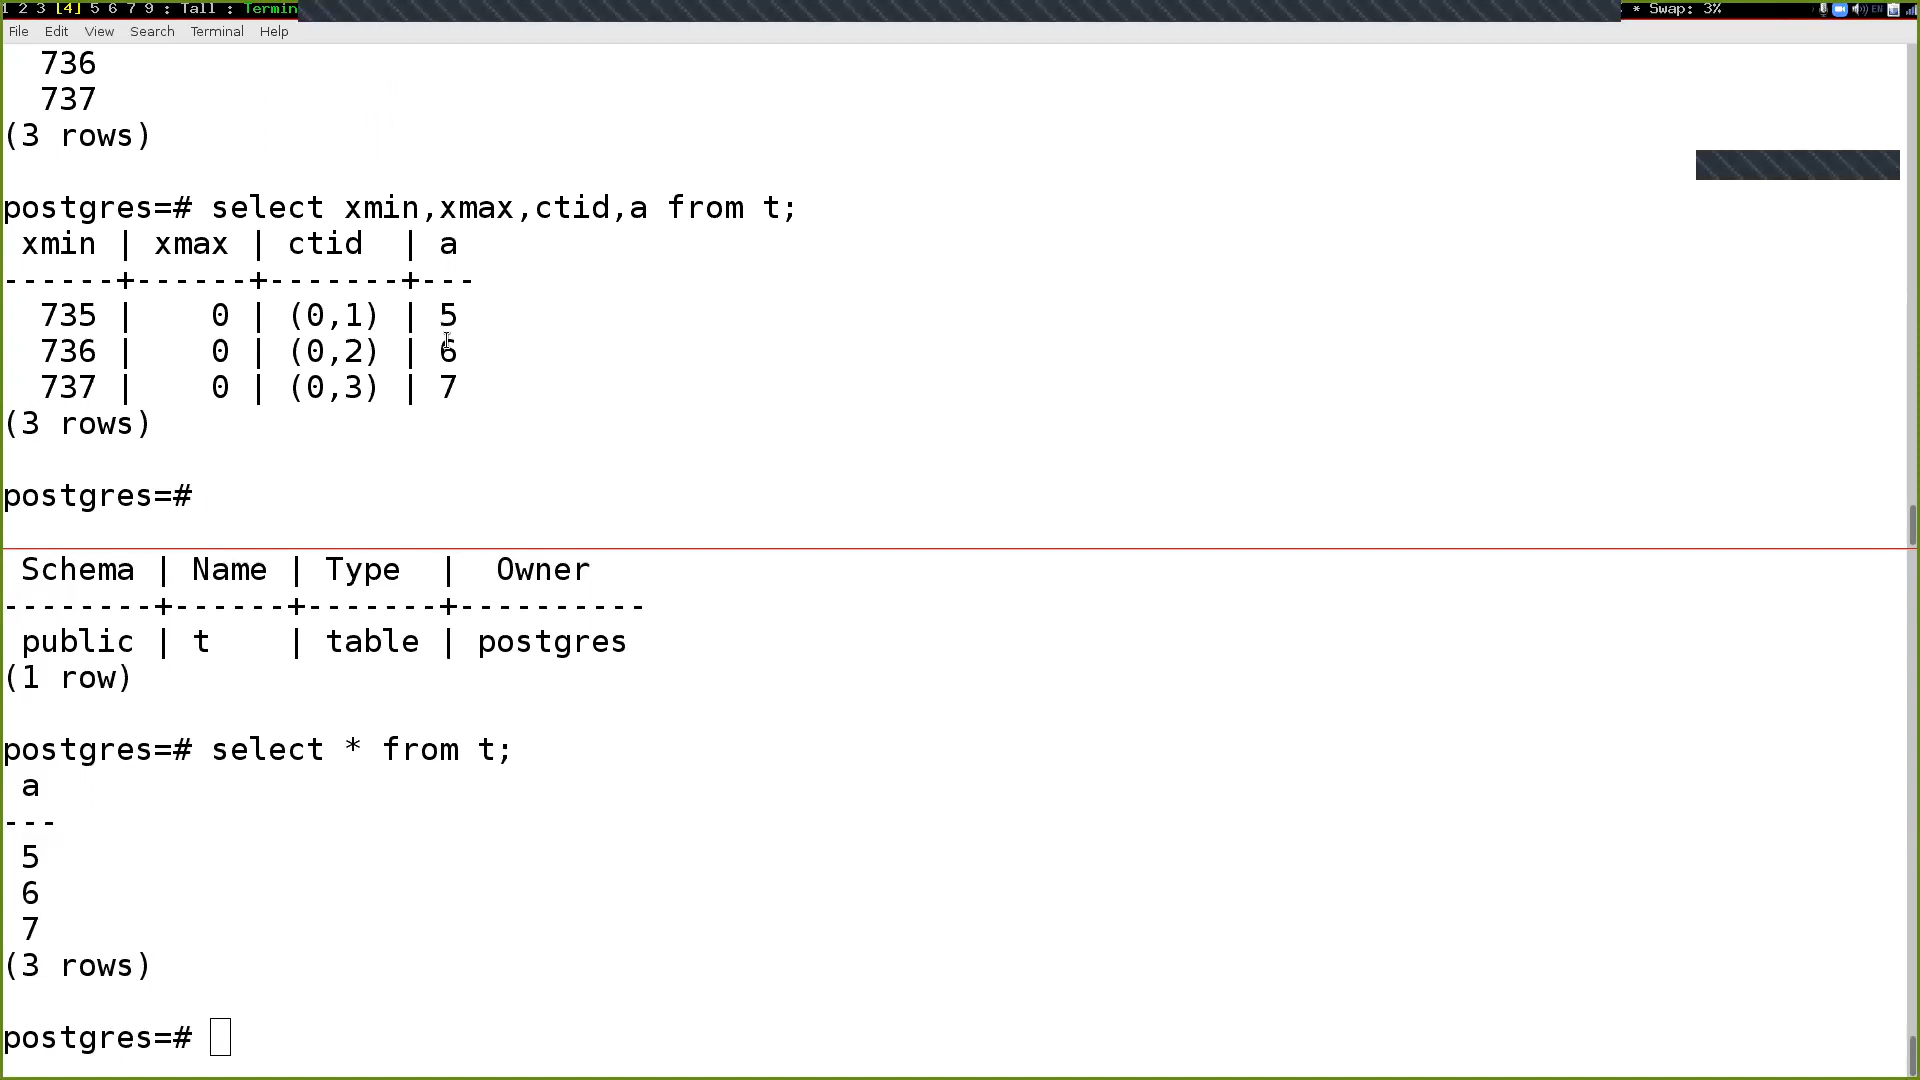 1 2 3 [4] 5 6 7 9 : Tall : Termin
* Swap: 3%
EN
File Edit View Search Terminal Help
736
737
(3 rows)
postgres=# select xmin,xmax,ctid,a from t;
xmin | xmax | ctid | a
------+------+-------+---
735 | 0 | (0,1) | 5
736 | 0 | (0,2) | 6
737 | 0 | (0,3) | 7
(3 rows)
postgres=#
Schema | Name | Type | Owner
--------+------+-------+----------
public | t | table | postgres
(1 row)
postgres=# select * from t;
a
---
5
6
7
(3 rows)
postgres=#